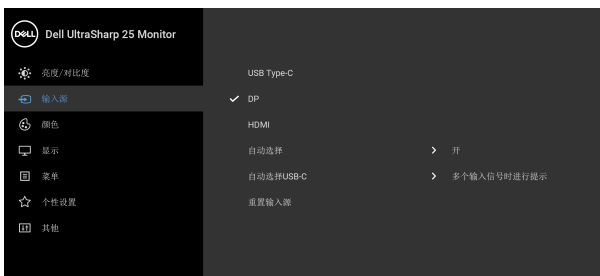 DELL
Dell UltraSharp 25 Monitor
亮度/对比度
USB Type-C
输入源
DP
颜色
HDMI
显示
自动选择
开
菜单
自动选择USB-C
多个输入信号时进行提示
个性设置
重置输入源
其他